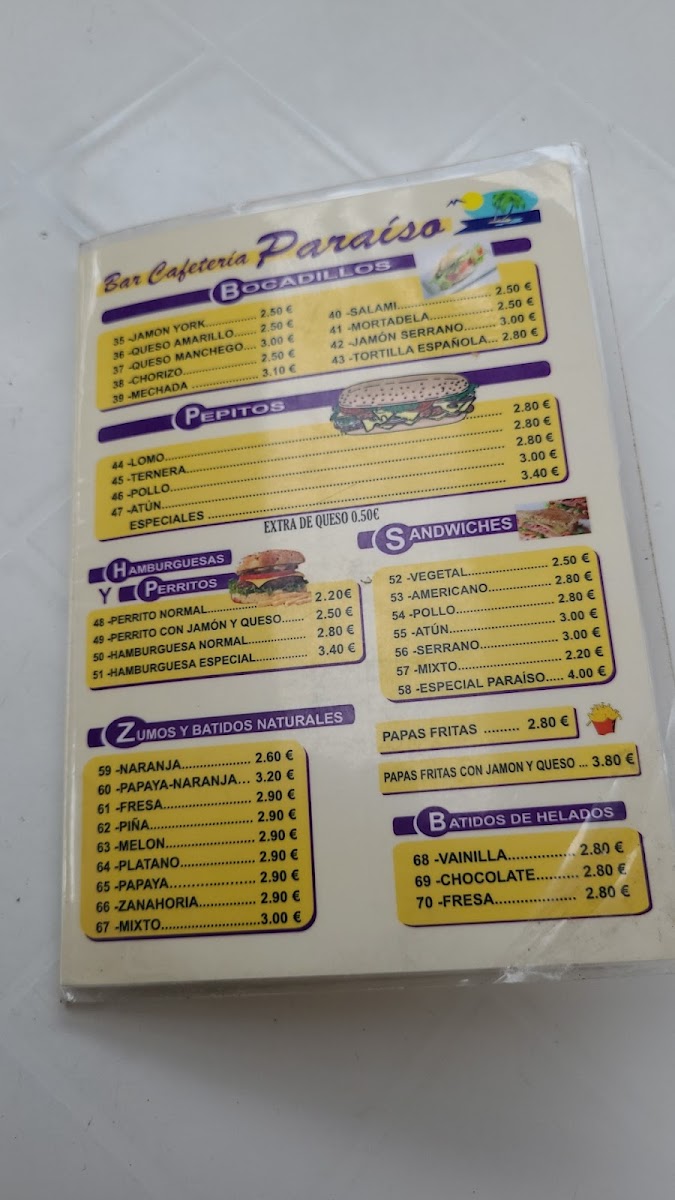 Bar Cafetería Paraíso
BOCADILLOS
35 -JAMON YORK............ 2.50 €
36 -QUESO AMARILLO...... 2.50 €
37 -QUESO MANCHEGO... 3.00 €
38 -CHORIZO................. 2.50 €
39 -MECHADA ................. 3.10 €
40 -SALAMI....................... 2.50 €
41 -MORTADELA............... 2.50 €
42 -JAMÓN SERRANO........ 3.00 €
43 -TORTILLA ESPAÑOLA... 2.80 €
PEPITOS
44 -LOMO.......................... 2.80 €
45 -TERNERA.......................... 2.80 €
46 -POLLO.......................... 2.80 €
47 -ATÚN.......................... 3.00 €
ESPECIALES .......................... 3.40 €
EXTRA DE QUESO 0.50€
HAMBURGUESAS
Y PERRITOS
48 -PERRITO NORMAL.................. 2.20€
49 -PERRITO CON JAMÓN Y QUESO...... 2.50 €
50 -HAMBURGUESA NORMAL........... 2.80 €
51 -HAMBURGUESA ESPECIAL............ 3.40 €
SANDWICHES
52 -VEGETAL.................... 2.50 €
53 -AMERICANO............... 2.80 €
54 -POLLO....................... 2.80 €
55 -ATÚN......................... 3.00 €
56 -SERRANO................... 3.00 €
57 -MIXTO........................ 2.20 €
58 -ESPECIAL PARAÍSO..... 4.00 €
PAPAS FRITAS ......... 2.80 €
PAPAS FRITAS CON JAMON Y QUESO ... 3.80 €
ZUMOS Y BATIDOS NATURALES
59 -NARANJA................. 2.60 €
60 -PAPAYA-NARANJA... 3.20 €
61 -FRESA..................... 2.90 €
62 -PIÑA........................ 2.90 €
63 -MELON.................... 2.90 €
64 -PLATANO................. 2.90 €
65 -PAPAYA................... 2.90 €
66 -ZANAHORIA............. 2.90 €
67 -MIXTO.........................3.00 €
BATIDOS DE HELADOS
68 -VAINILLA................ 2.80 €
69 -CHOCOLATE.......... 2.80 €
70 -FRESA.................... 2.80 €